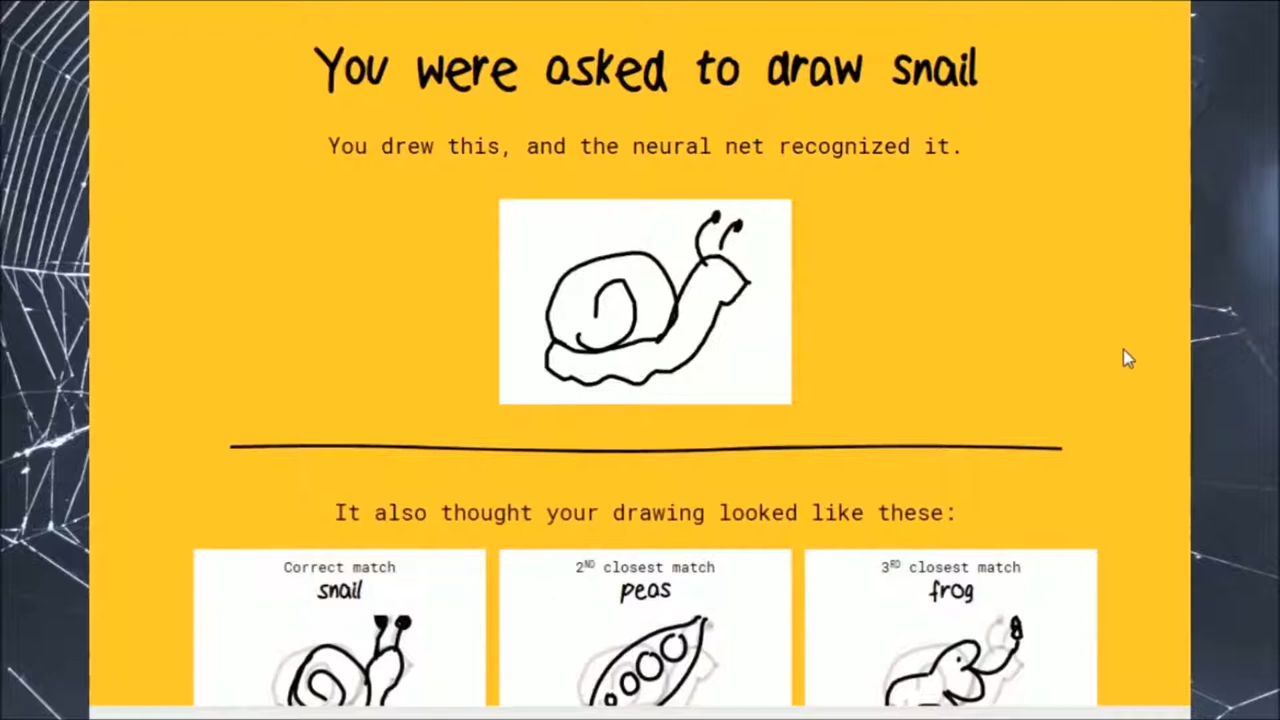 You were asked to draw snail
You drew this, and the neural net recognized it.
It also thought your drawing looked like these:
Correct match
snail
2ND closest match
peas
3RD closest match
frog